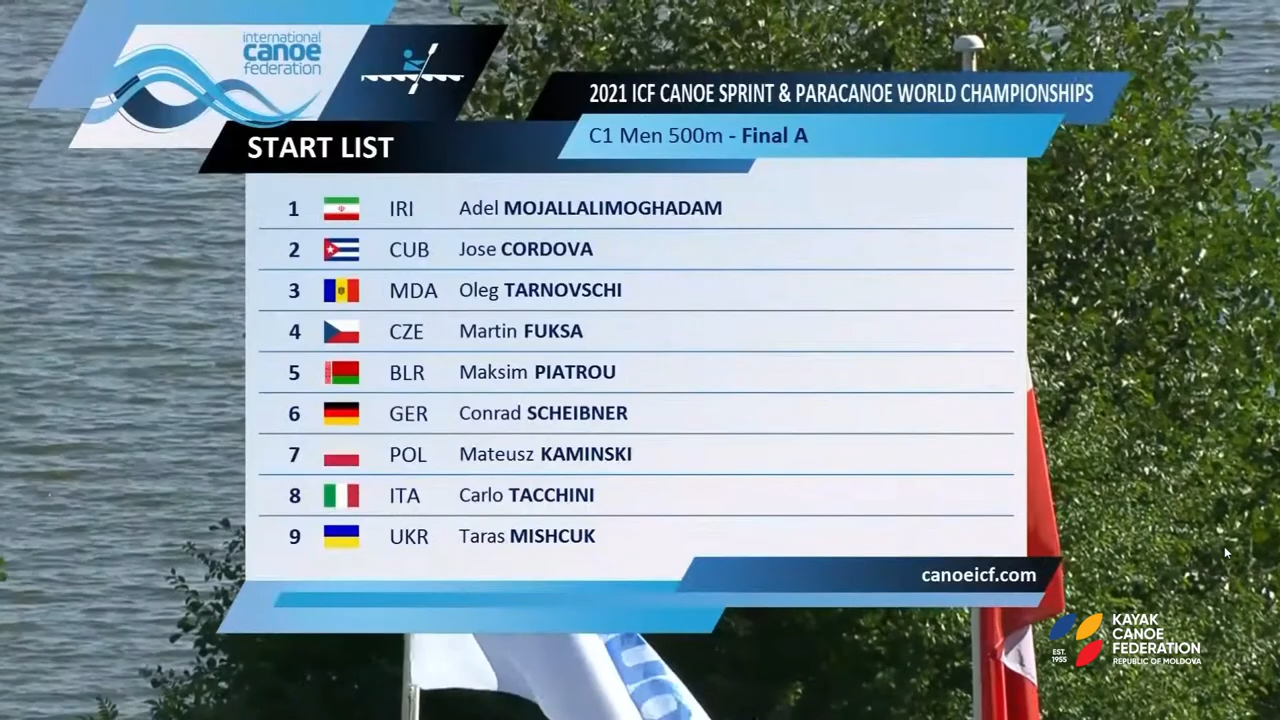 international
canoe
federation
2021 ICF CANOE SPRINT & PARACANOE WORLD CHAMPIONSHIPS
START LIST
C1 Men 500m - Final A
1 IRI Adel MOJALLALIMOGHADAM
2 CUB Jose CORDOVA
3 MDA Oleg TARNOVSCHI
4 CZE Martin FUKSA
5 BLR Maksim PIATROU
6 GER Conrad SCHEIBNER
7 POL Mateusz KAMINSKI
8 ITA Carlo TACCHINI
9 UKR Taras MISHCUK
canoeicf.com
EST.
1955
KAYAK
CANOE
FEDERATION
REPUBLIC OF MOLDOVA